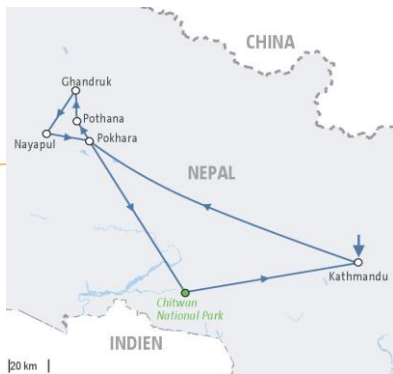 CHINA
Ghandruk
Pothana
Nayapul
Pokhara
NEPAL
Kathmandu
Chitwan
National Park
INDIEN
20 km